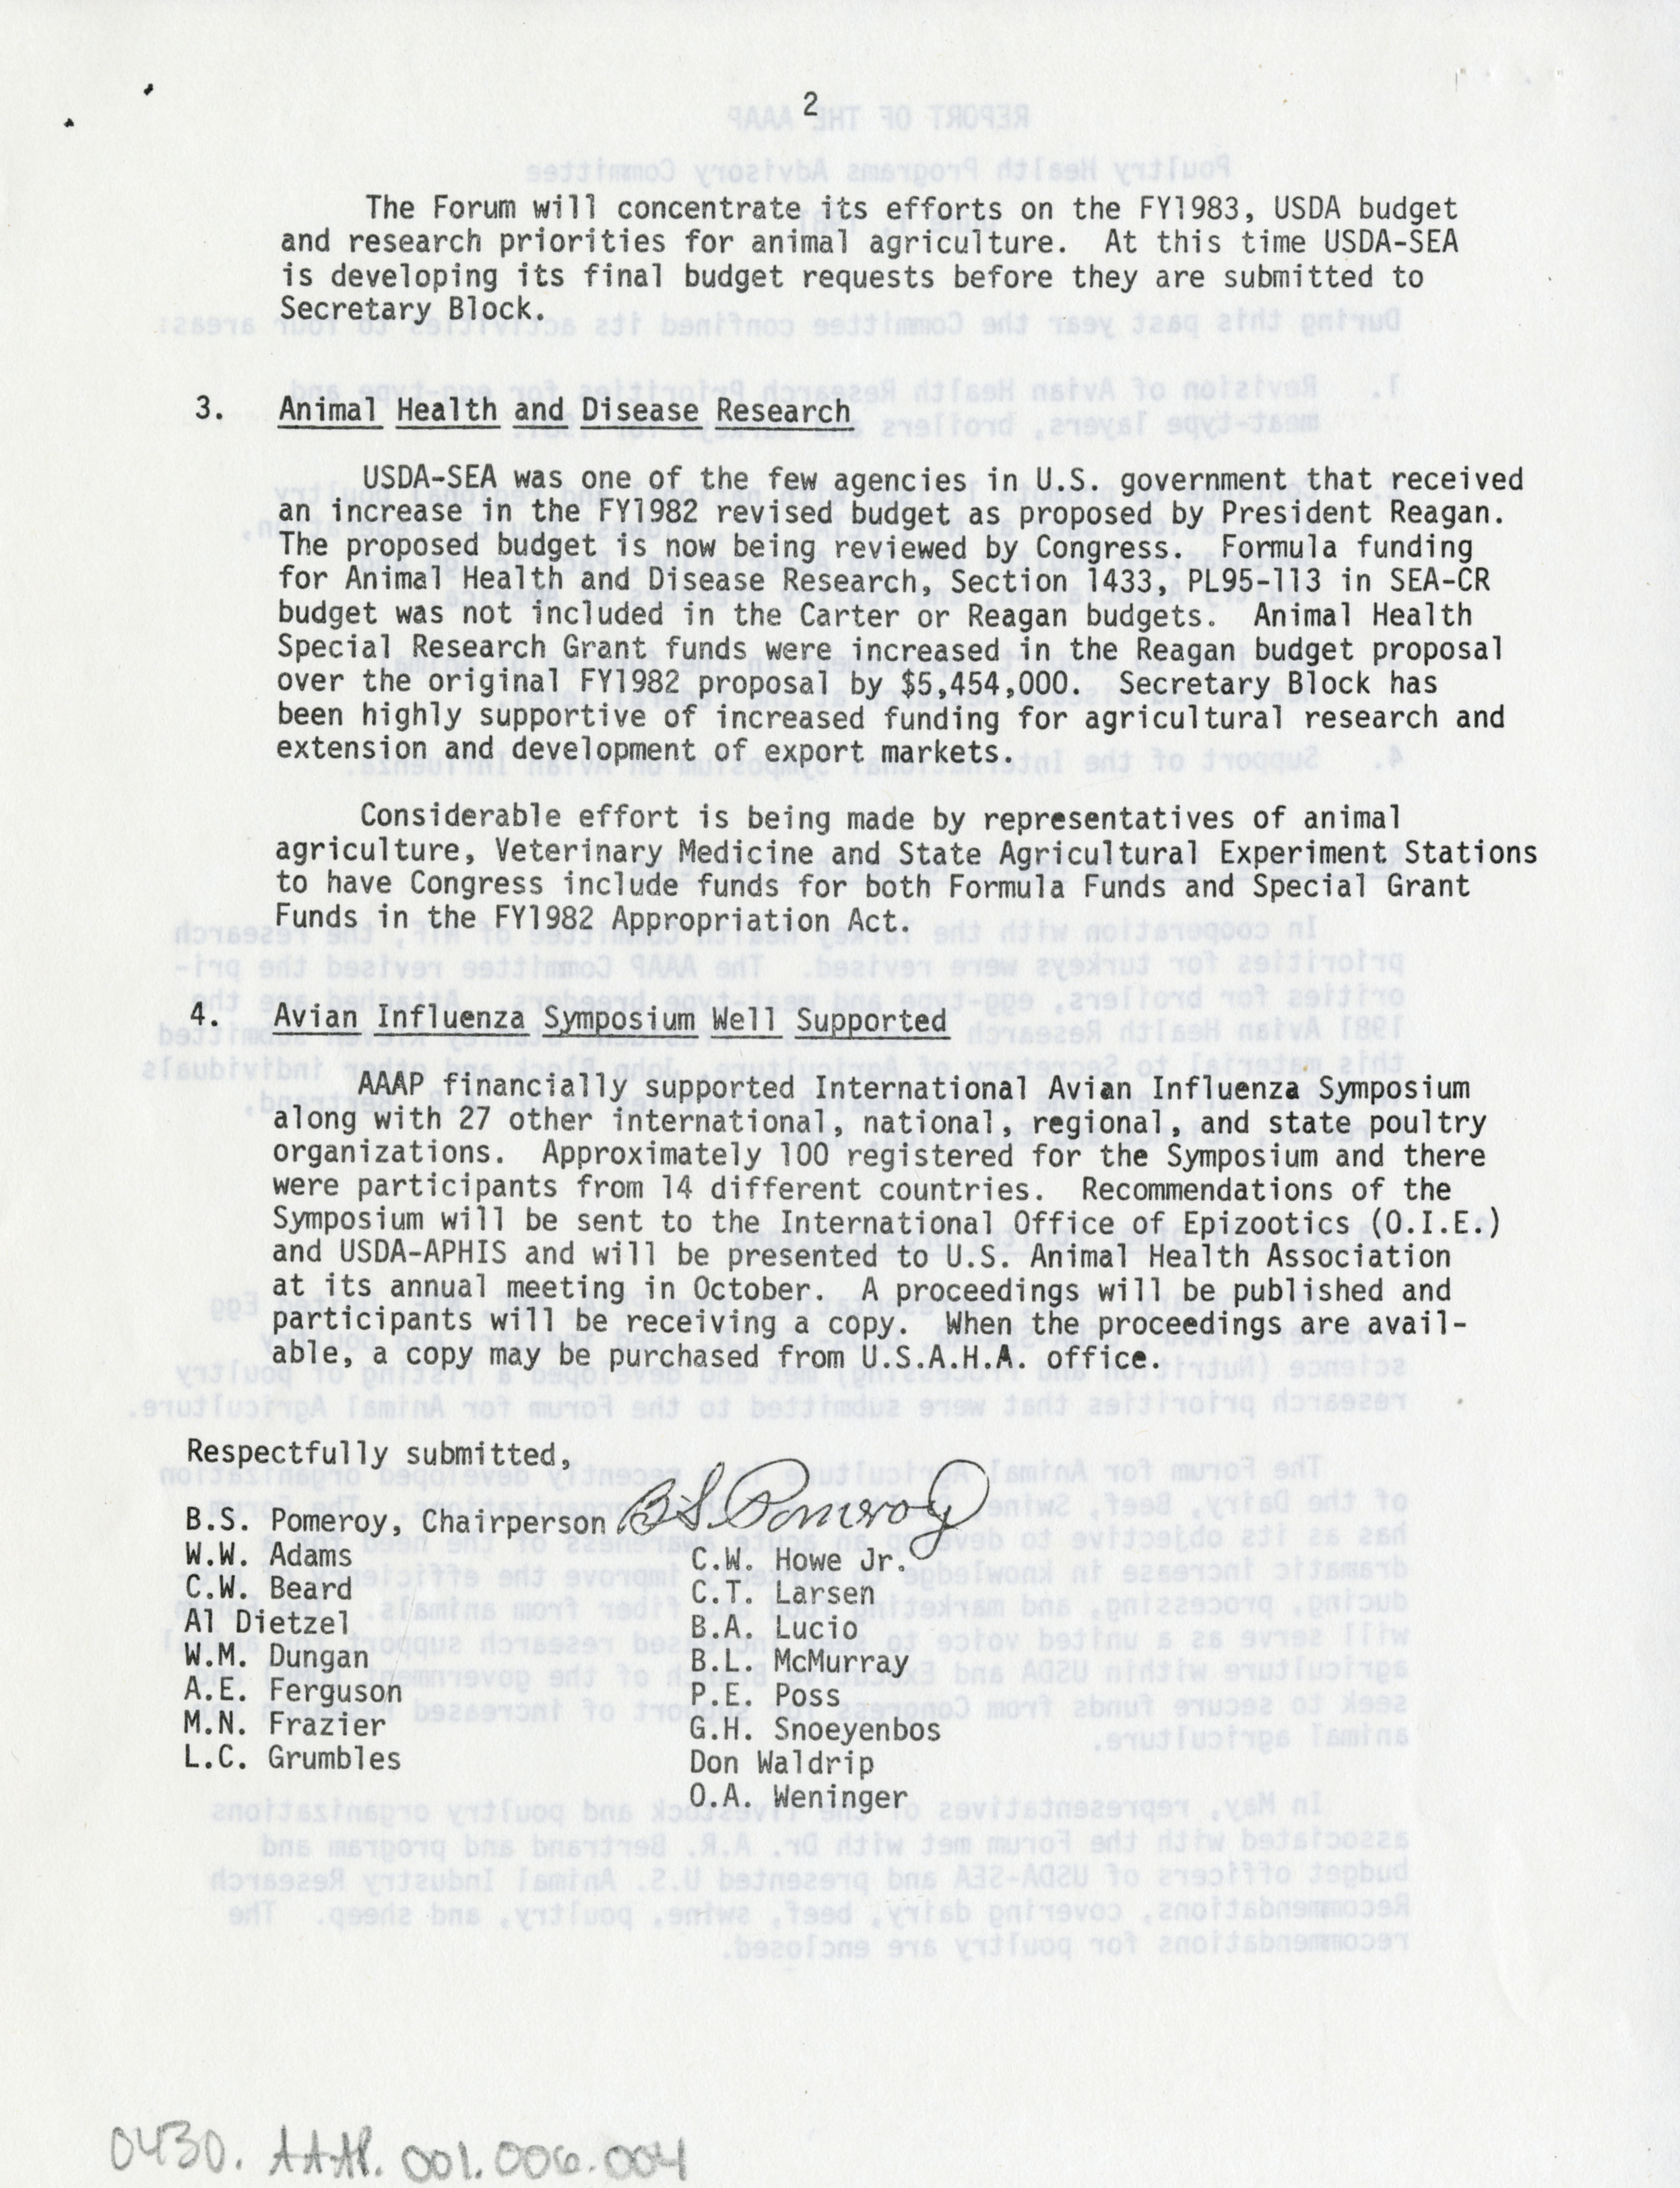 2
The Forum will concentrate its efforts on the FY1983, USDA budget
and research priorities for animal agriculture. At this time USDA-SEA
is developing its final budget requests before they are submitted to
Secretary Block.
3. Animal Health and Disease Research
USDA-SEA was one of the few agencies in U.S. government that received
an increase in the FY1982 revised budget as proposed by President Reagan.
The proposed budget is now being reviewed by Congress. Formula funding
for Animal Health and Disease Research, Section 1433, PL95-113 in SEA-CR
budget was not included in the Carter or Reagan budgets. Animal Health
Special Research Grant funds were increased in the Reagan budget proposal
over the original FY1982 proposal by $5,454,000. Secretary Block has
been highly supportive of increased funding for agricultural research and
extension and development of export markets.
Considerable effort is being made by representatives of animal
agriculture, Veterinary Medicine and State Agricultural Experiment Stations
to have Congress include funds for both Formula Funds and Special Grant
Funds in the FY1982 Appropriation Act.
4. Avian Influenza Symposium Well Supported
AAAP financially supported International Avian Influenza Symposium
along with 27 other international, national, regional, and state poultry
organizations. Approximately 100 registered for the Symposium and there
were participants from 14 different countries. Recommendations of the
Symposium will be sent to the International Office of Epizootics (O.I.E.)
and USDA-APHIS and will be presented to U.S. Animal Health Association
at its annual meeting in October. A proceedings will be published and
participants will be receiving a copy. When the proceedings are avail-
able, a copy may be purchased from U.S.A.H.A. office.
Respectfully submitted,
B.S. Pomeroy, Chairperson BS Pomeroy
W.W. Adams
C.W. Beard
Al Dietzel
W.M. Dungan
A.E. Ferguson
M.N. Frazier
L.C. Grumbles
C.W. Howe Jr.
C.T. Larsen
B.A. Lucio
B.L. McMurray
P.E. Poss
G.H. Snoeyenbos
Don Waldrip
O.A. Weninger
0430. AAAP. 001.006.004